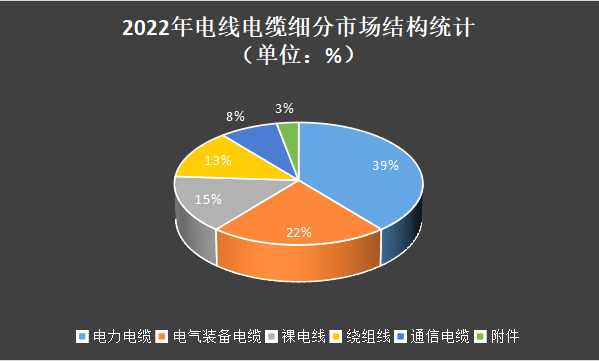 2022年电线电缆细分市场结构统计
（单位：%）
3%
8%
39%
13%
15%
22%
电力电缆 电气装备电缆 裸电线 绕组线 通信电缆 附件